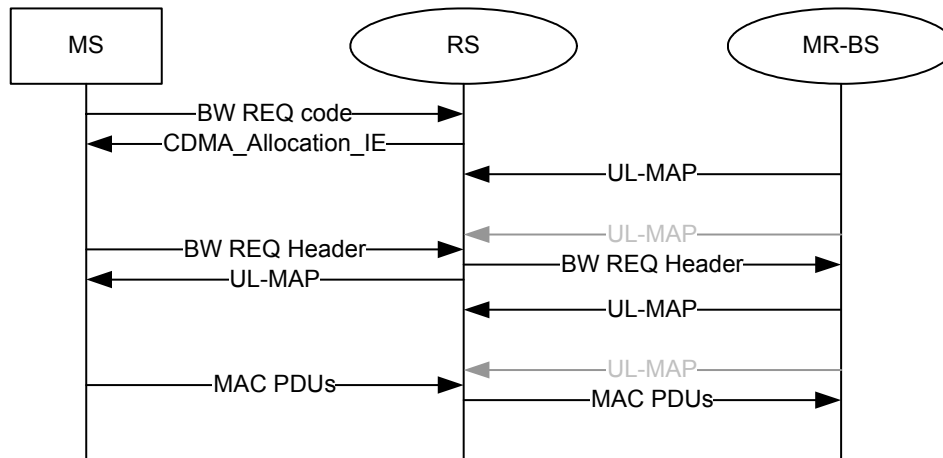 MS
RS
MR-BS
BW REQ code
CDMA_Allocation_IE
UL-MAP
UL-MAP
BW REQ Header
BW REQ Header
UL-MAP
UL-MAP
UL-MAP
MAC PDUs
MAC PDUs